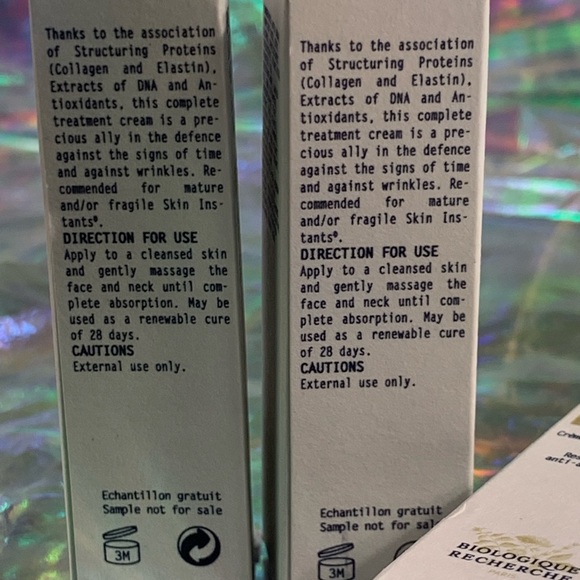 Thanks to the association
of Structuring Proteins
(Collagen and Elastin),
Extracts of DNA and An-
tioxidants, this complete
treatment cream is a pre-
cious ally in the defence
against the signs of time
and against wrinkles. Re-
commended for mature
and/or fragile Skin Ins-
tants®.
DIRECTION FOR USE
Apply to a cleansed skin
and gently massage the
face and neck until com-
plete absorption. May be
used as a renewable cure
of 28 days.
CAUTIONS
External use only.
Echantillon gratuit
Sample not for sale
3M
Thanks to the association
of Structuring Proteins
(Collagen and Elastin),
Extracts of DNA and An-
tioxidants, this complete
treatment cream is a pre-
cious ally in the defence
against the signs of time
and against wrinkles. Re-
commended for mature
and/or fragile Skin Ins-
tants®.
DIRECTION FOR USE
Apply to a cleansed skin
and gently massage the
face and neck until com-
plete absorption. May be
used as a renewable cure
of 28 days.
CAUTIONS
External use only.
Echantillon gratuit
Sample not for sal
3M
BIOLOGIQUE
RECHERCHE